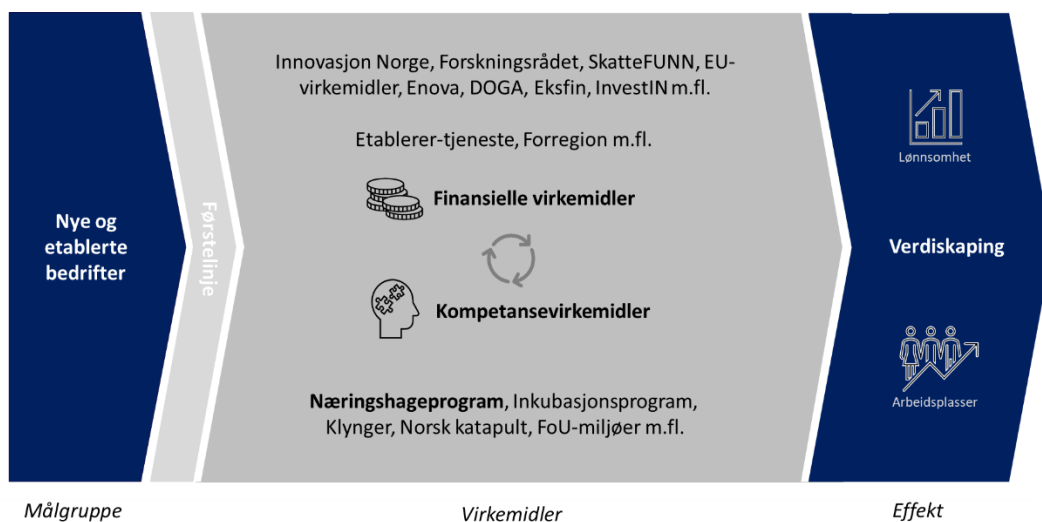 Nye og
etablerte
bedrifter
Førstelinje
Innovasjon Norge, Forskningsrådet, SkatteFUNN, EU-
virkemidler, Enova, DOGA, Eksfin, InvestIN m.fl.
Etablerer-tjeneste, Forregion m.fl.
Finansielle virkemidler
Kompetansevirkemidler
Næringshageprogram, Inkubasjonsprogram,
Klynger, Norsk katapult, FoU-miljøer m.fl.
Lønnsomhet
Verdiskaping
Arbeidsplasser
Målgruppe
Virkemidler
Effekt